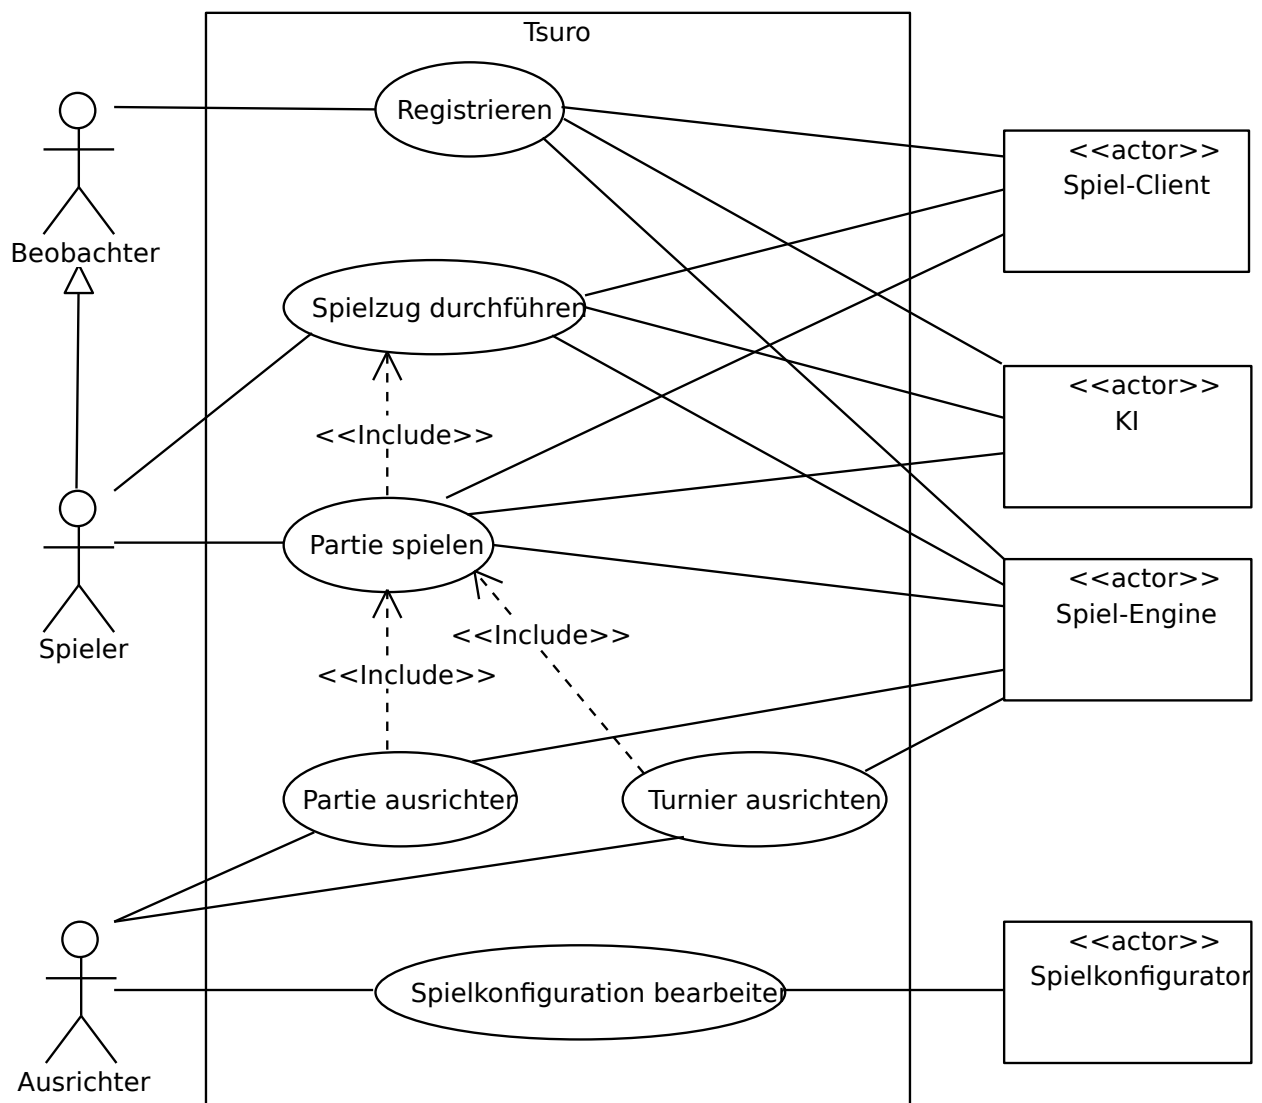 Tsuro
Registrieren
<<actor>>
Spiel-Client
Beobachter
Spielzug durchführen
<<actor>>
KI
<<Include>>
Partie spielen
<<actor>>
Spiel-Engine
Spieler
<<Include>>
<<Include>>
Partie ausrichten
Turnier ausrichten
<<actor>>
Spielkonfigurator
Spielkonfiguration bearbeiten
Ausrichter